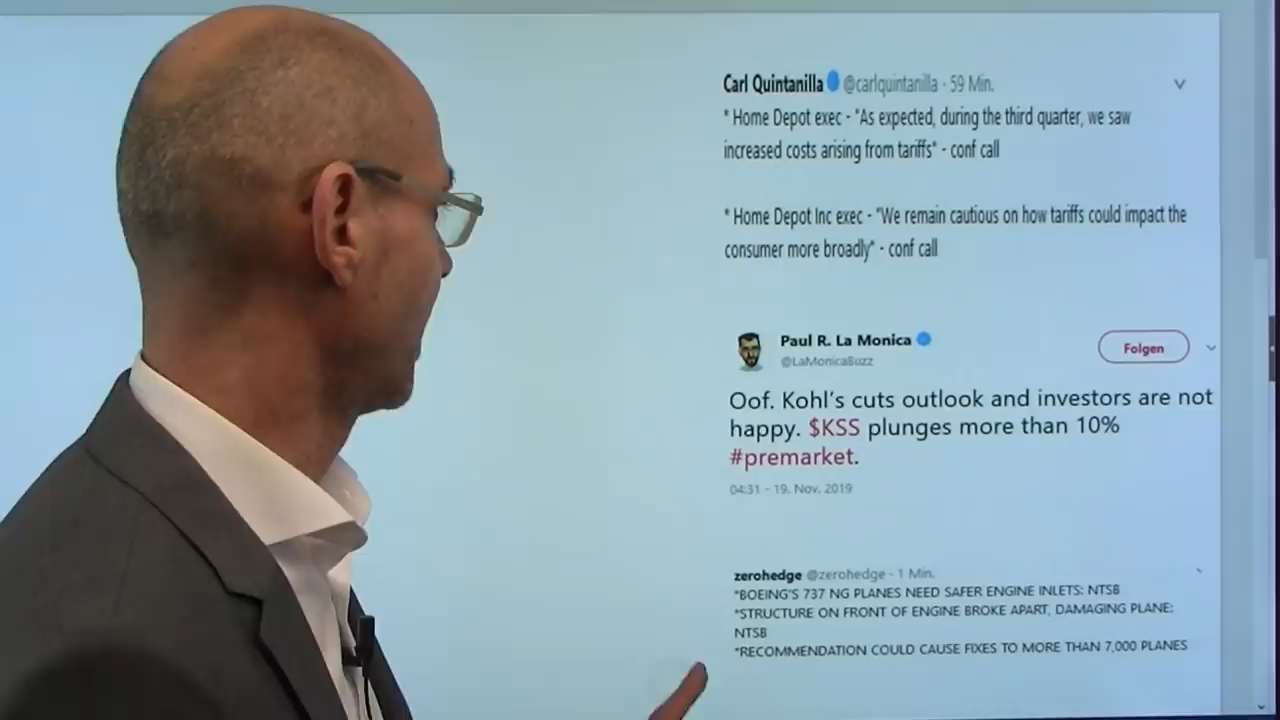 Carl Quintanilla @carlquintanilla · 59 Min.
* Home Depot exec - "As expected, during the third quarter, we saw
increased costs arising from tariffs" - conf call
* Home Depot Inc exec - "We remain cautious on how tariffs could impact the
consumer more broadly" - conf call
Paul R. La Monica
@LaMonicaBuzz
Folgen
Oof. Kohl's cuts outlook and investors are not
happy. $KSS plunges more than 10%
#premarket.
04:31 - 19. Nov. 2019
zerohedge @zerohedge · 1 Min.
*BOEING'S 737 NG PLANES NEED SAFER ENGINE INLETS: NTSB
*STRUCTURE ON FRONT OF ENGINE BROKE APART, DAMAGING PLANE:
NTSB
*RECOMMENDATION COULD CAUSE FIXES TO MORE THAN 7,000 PLANES